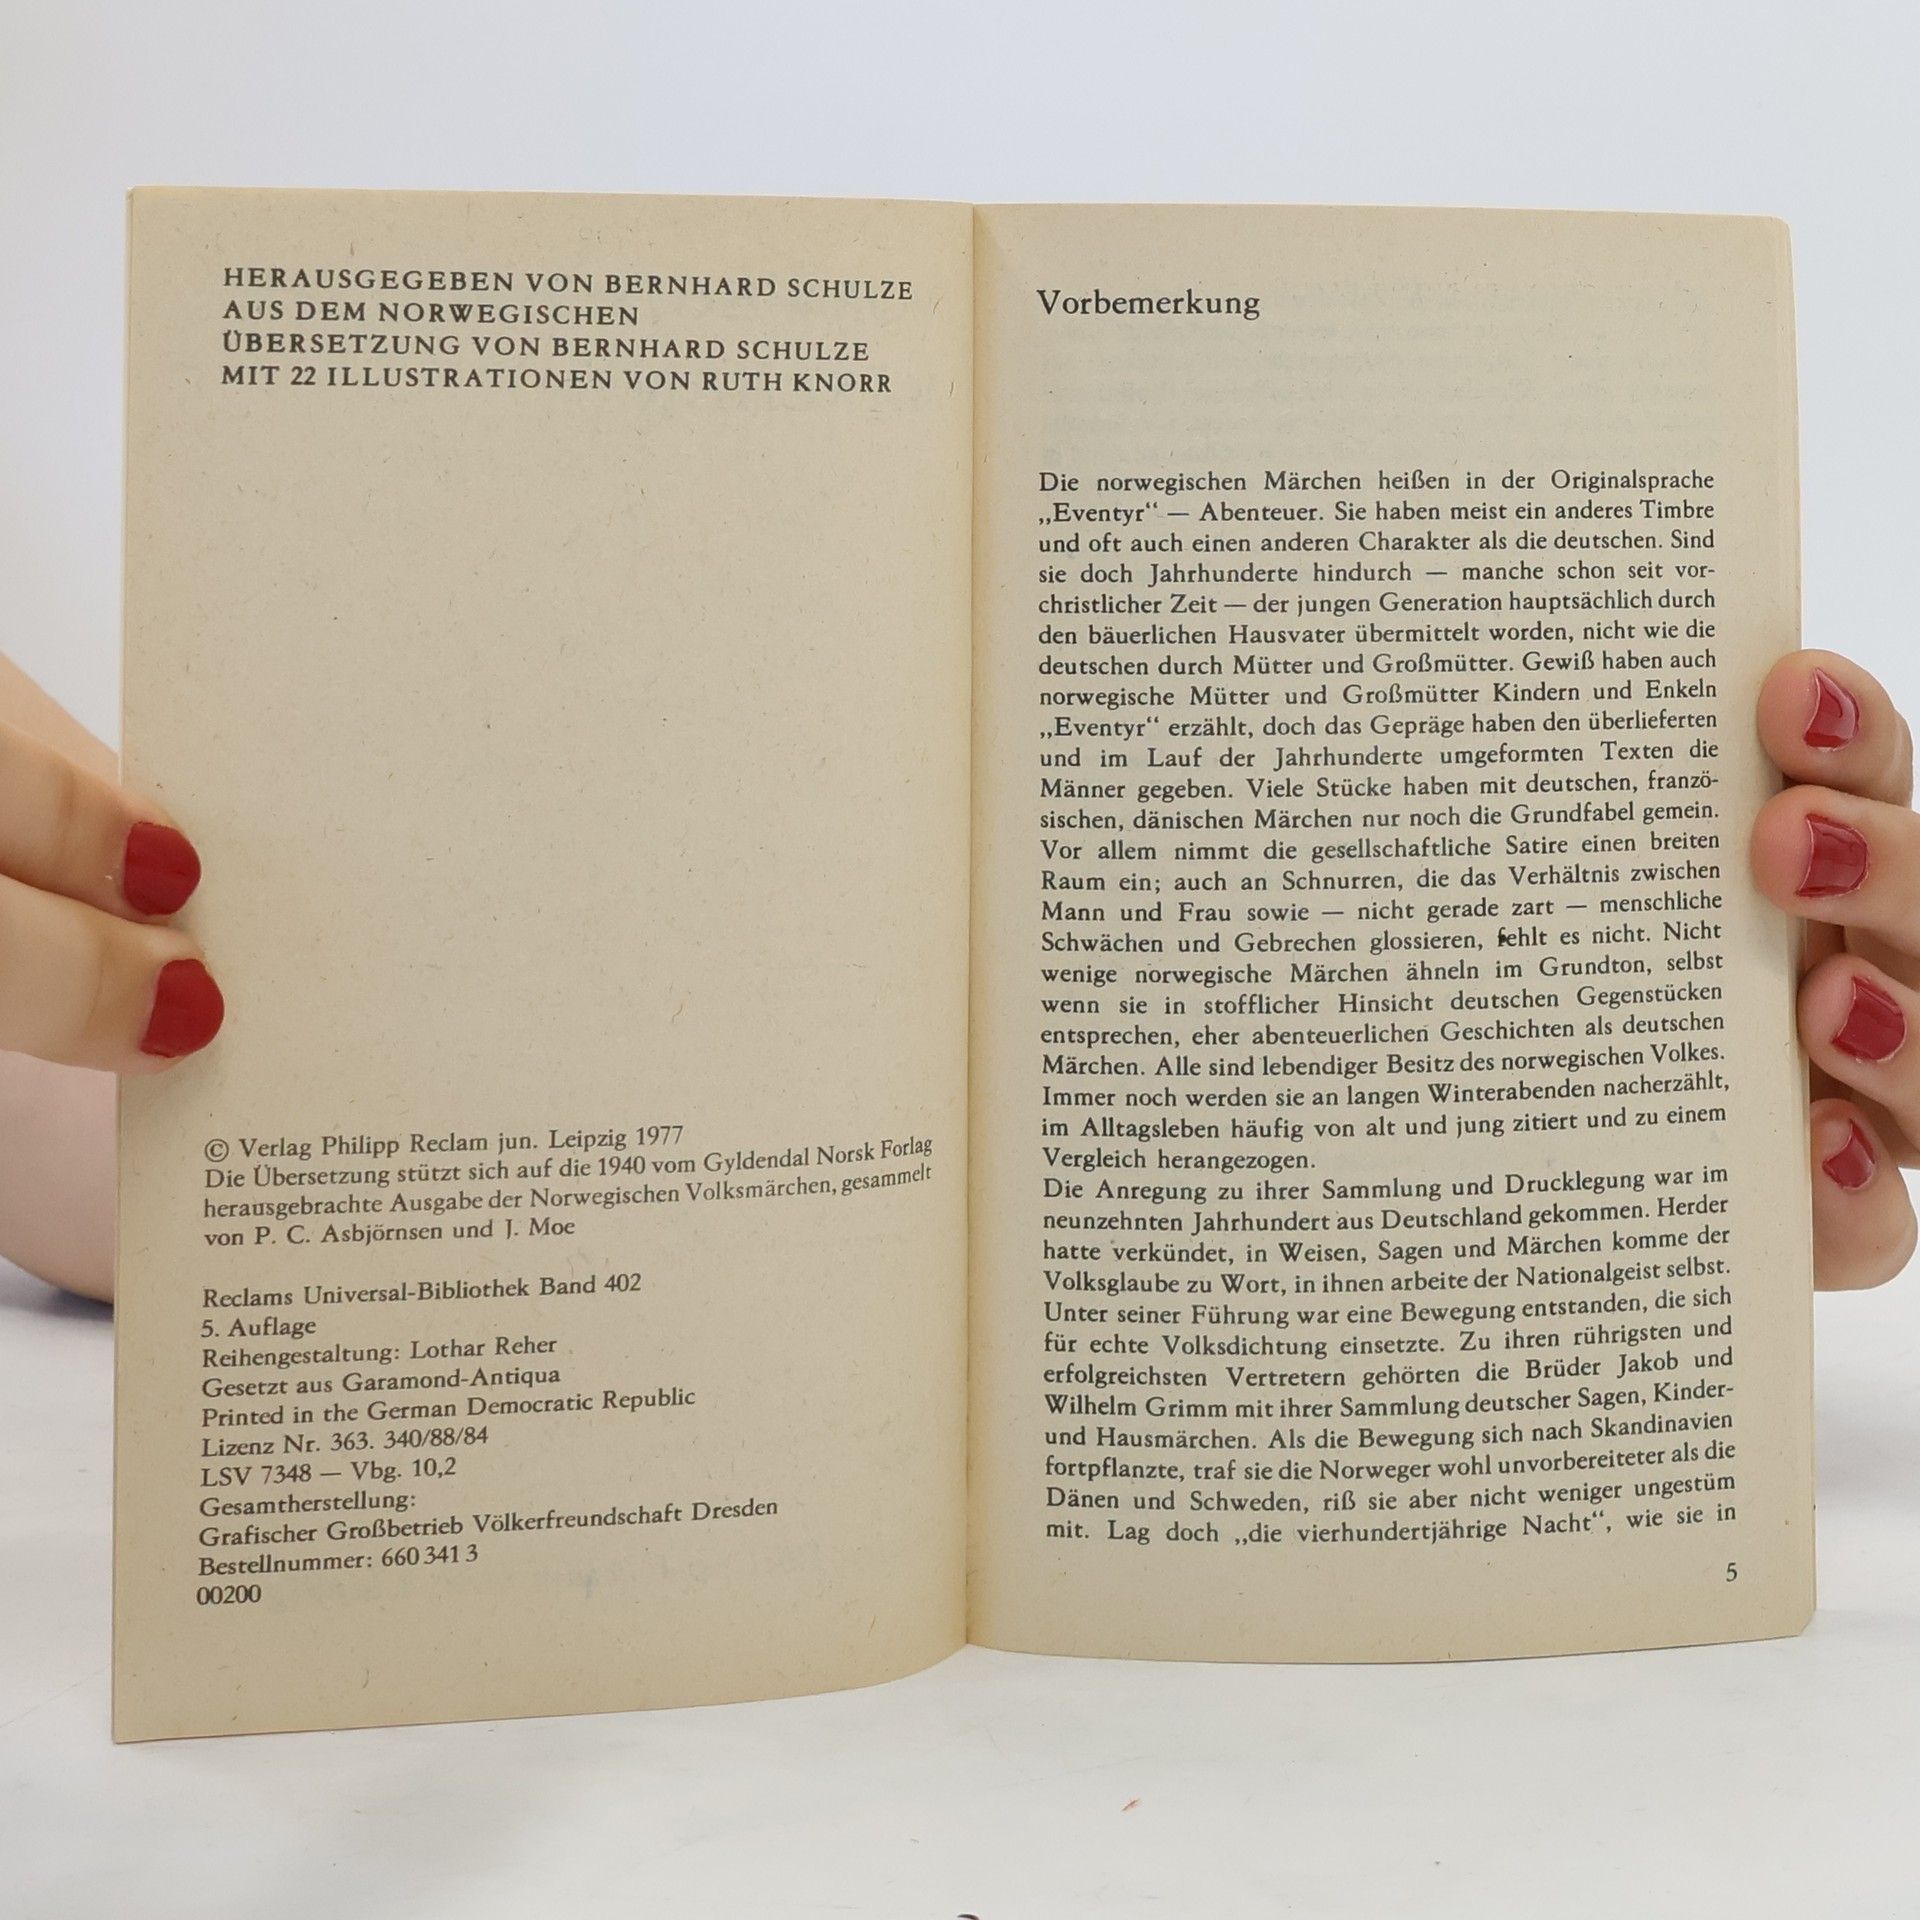 HERAUSGEGEBEN VON BERNHARD SCHULZE
AUS DEM NORWEGISCHEN
ÜBERSETZUNG VON BERNHARD SCHULZE
MIT 22 ILLUSTRATIONEN VON RUTH KNORR
© Verlag Philipp Reclam jun. Leipzig 1977
Die Übersetzung stützt sich auf die 1940 vom Gyldendal Norsk Forlag
herausgebrachte Ausgabe der Norwegischen Volksmärchen, gesammelt
von P. C. Asbjörnsen und J. Moe
Reclams Universal-Bibliothek Band 402
5. Auflage
Reihengestaltung: Lothar Reher
Gesetzt aus Garamond-Antiqua
Printed in the German Democratic Republic
Lizenz Nr. 363. 340/88/84
LSV 7348 — Vbg. 10,2
Gesamtherstellung:
Grafischer Großbetrieb Völkerfreundschaft Dresden
Bestellnummer: 660 341 3
00200
Vorbemerkung
Die norwegischen Märchen heißen in der Originalsprache
„Eventyr“ — Abenteuer. Sie haben meist ein anderes Timbre
und oft auch einen anderen Charakter als die deutschen. Sind
sie doch Jahrhunderte hindurch — manche schon seit vor-
christlicher Zeit — der jungen Generation hauptsächlich durch
den bäuerlichen Hausvater übermittelt worden, nicht wie die
deutschen durch Mütter und Großmütter. Gewiß haben auch
norwegische Mütter und Großmütter Kindern und Enkeln
„Eventyr“ erzählt, doch das Gepräge haben den überlieferten
und im Lauf der Jahrhunderte umgeformten Texten die
Männer gegeben. Viele Stücke haben mit deutschen, franzö-
sischen, dänischen Märchen nur noch die Grundfabel gemein.
Vor allem nimmt die gesellschaftliche Satire einen breiten
Raum ein; auch an Schnurren, die das Verhältnis zwischen
Mann und Frau sowie — nicht gerade zart — menschliche
Schwächen und Gebrechen glossieren, fehlt es nicht. Nicht
wenige norwegische Märchen ähneln im Grundton, selbst
wenn sie in stofflicher Hinsicht deutschen Gegenstücken
entsprechen, eher abenteuerlichen Geschichten als deutschen
Märchen. Alle sind lebendiger Besitz des norwegischen Volkes.
Immer noch werden sie an langen Winterabenden nacherzählt,
im Alltagsleben häufig von alt und jung zitiert und zu einem
Vergleich herangezogen.
Die Anregung zu ihrer Sammlung und Drucklegung war im
neunzehnten Jahrhundert aus Deutschland gekommen. Herder
hatte verkündet, in Weisen, Sagen und Märchen komme der
Volksglaube zu Wort, in ihnen arbeite der Nationalgeist selbst.
Unter seiner Führung war eine Bewegung entstanden, die sich
für echte Volksdichtung einsetzte. Zu ihren rührigsten und
erfolgreichsten Vertretern gehörten die Brüder Jakob und
Wilhelm Grimm mit ihrer Sammlung deutscher Sagen, Kinder-
und Hausmärchen. Als die Bewegung sich nach Skandinavien
fortpflanzte, traf sie die Norweger wohl unvorbereiteter als die
Dänen und Schweden, riß sie aber nicht weniger ungestüm
mit. Lag doch „die vierhundertjährige Nacht“, wie sie in
5